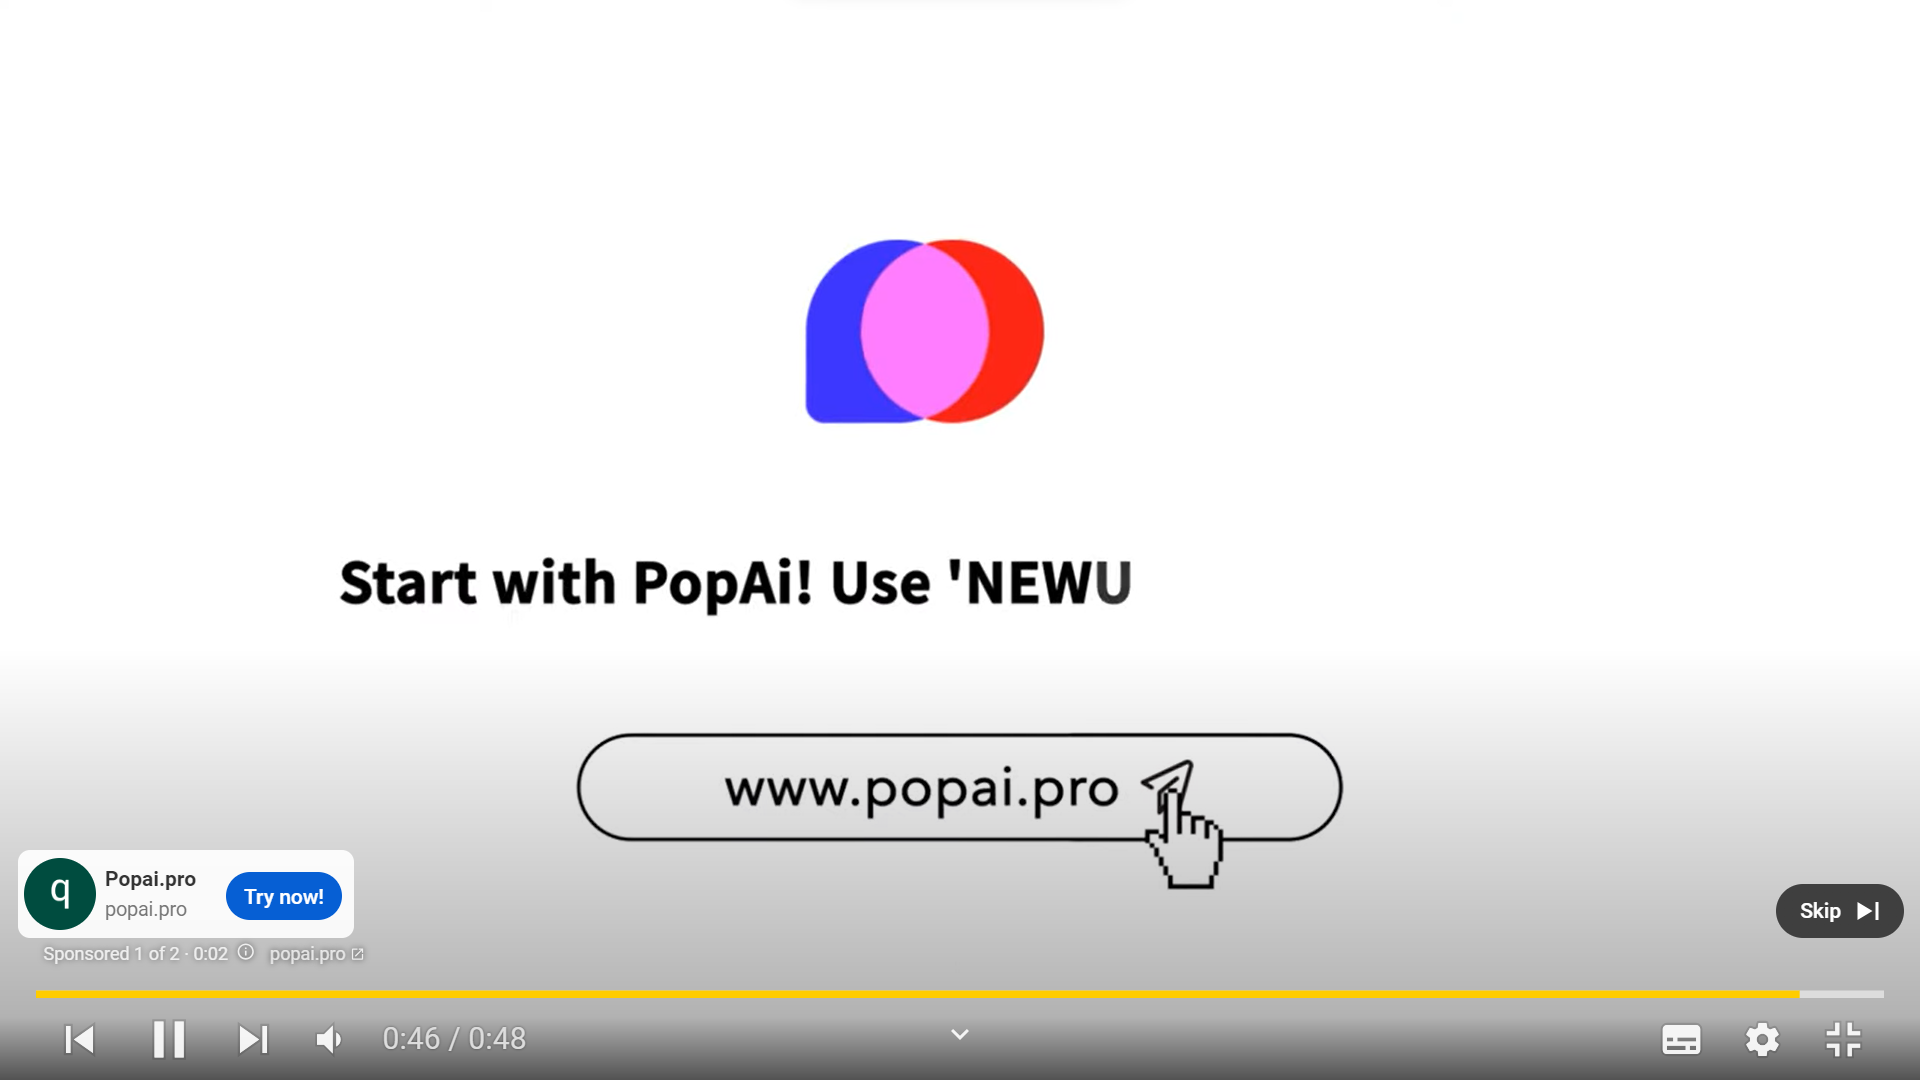 Start with PopAi! Use 'NEWU
www.popai.pro
q
Popai.pro
popai.pro
Try now!
Skip
Sponsored 1 of 2 · 0:02
popai.pro
0:46 / 0:48